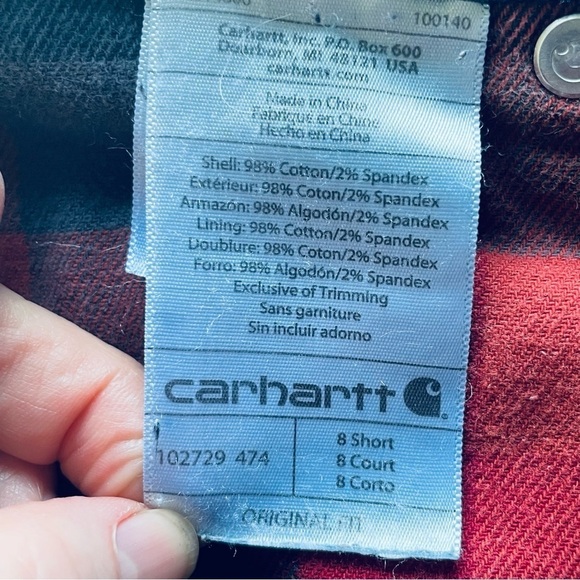 100140
Carhartt, Inc. P.O. Box 600
Dearborn, MI 48121 USA
carhartt.com
Made in China
Fabriqué en Chine
Hecho en China
Shell: 98% Cotton/2% Spandex
Extérieur: 98% Coton/2% Spandex
Armazón: 98% Algodón/2% Spandex
Lining: 98% Cotton/2% Spandex
Doublure: 98% Coton/2% Spandex
Forro: 98% Algodón/2% Spandex
Exclusive of Trimming
Sans garniture
Sin incluir adorno
carhartt
102729 474
8 Short
8 Court
8 Corto
ORIGINAL FIT